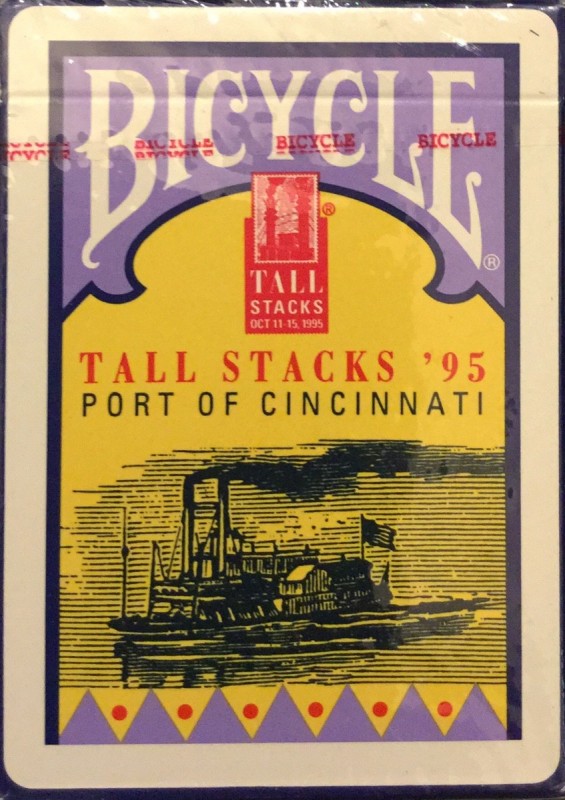 BICYCLE®
BICYCLE BICYCLE BICYCLE
TALL
STACKS
OCT 11-15, 1995
®
TALL STACKS '95
PORT OF CINCINNATI